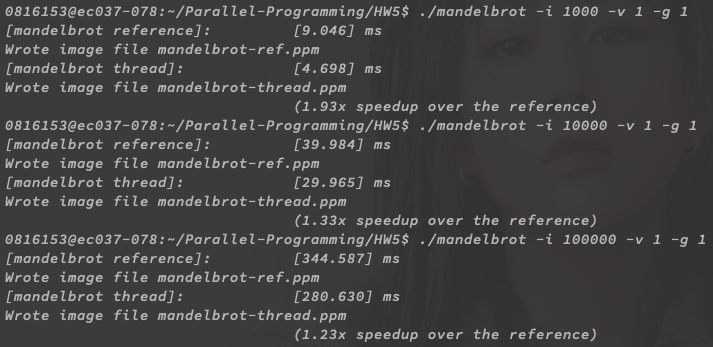 0816153@ec037-078:~/Parallel-Programming/HW5$ ./mandelbrot -i 1000 -v 1 -g 1
[mandelbrot reference]:		[9.046] ms
Wrote image file mandelbrot-ref.ppm
[mandelbrot thread]:		[4.698] ms
Wrote image file mandelbrot-thread.ppm
				(1.93x speedup over the reference)
0816153@ec037-078:~/Parallel-Programming/HW5$ ./mandelbrot -i 10000 -v 1 -g 1
[mandelbrot reference]:		[39.984] ms
Wrote image file mandelbrot-ref.ppm
[mandelbrot thread]:		[29.965] ms
Wrote image file mandelbrot-thread.ppm
				(1.33x speedup over the reference)
0816153@ec037-078:~/Parallel-Programming/HW5$ ./mandelbrot -i 100000 -v 1 -g 1
[mandelbrot reference]:		[344.587] ms
Wrote image file mandelbrot-ref.ppm
[mandelbrot thread]:		[280.630] ms
Wrote image file mandelbrot-thread.ppm
				(1.23x speedup over the reference)